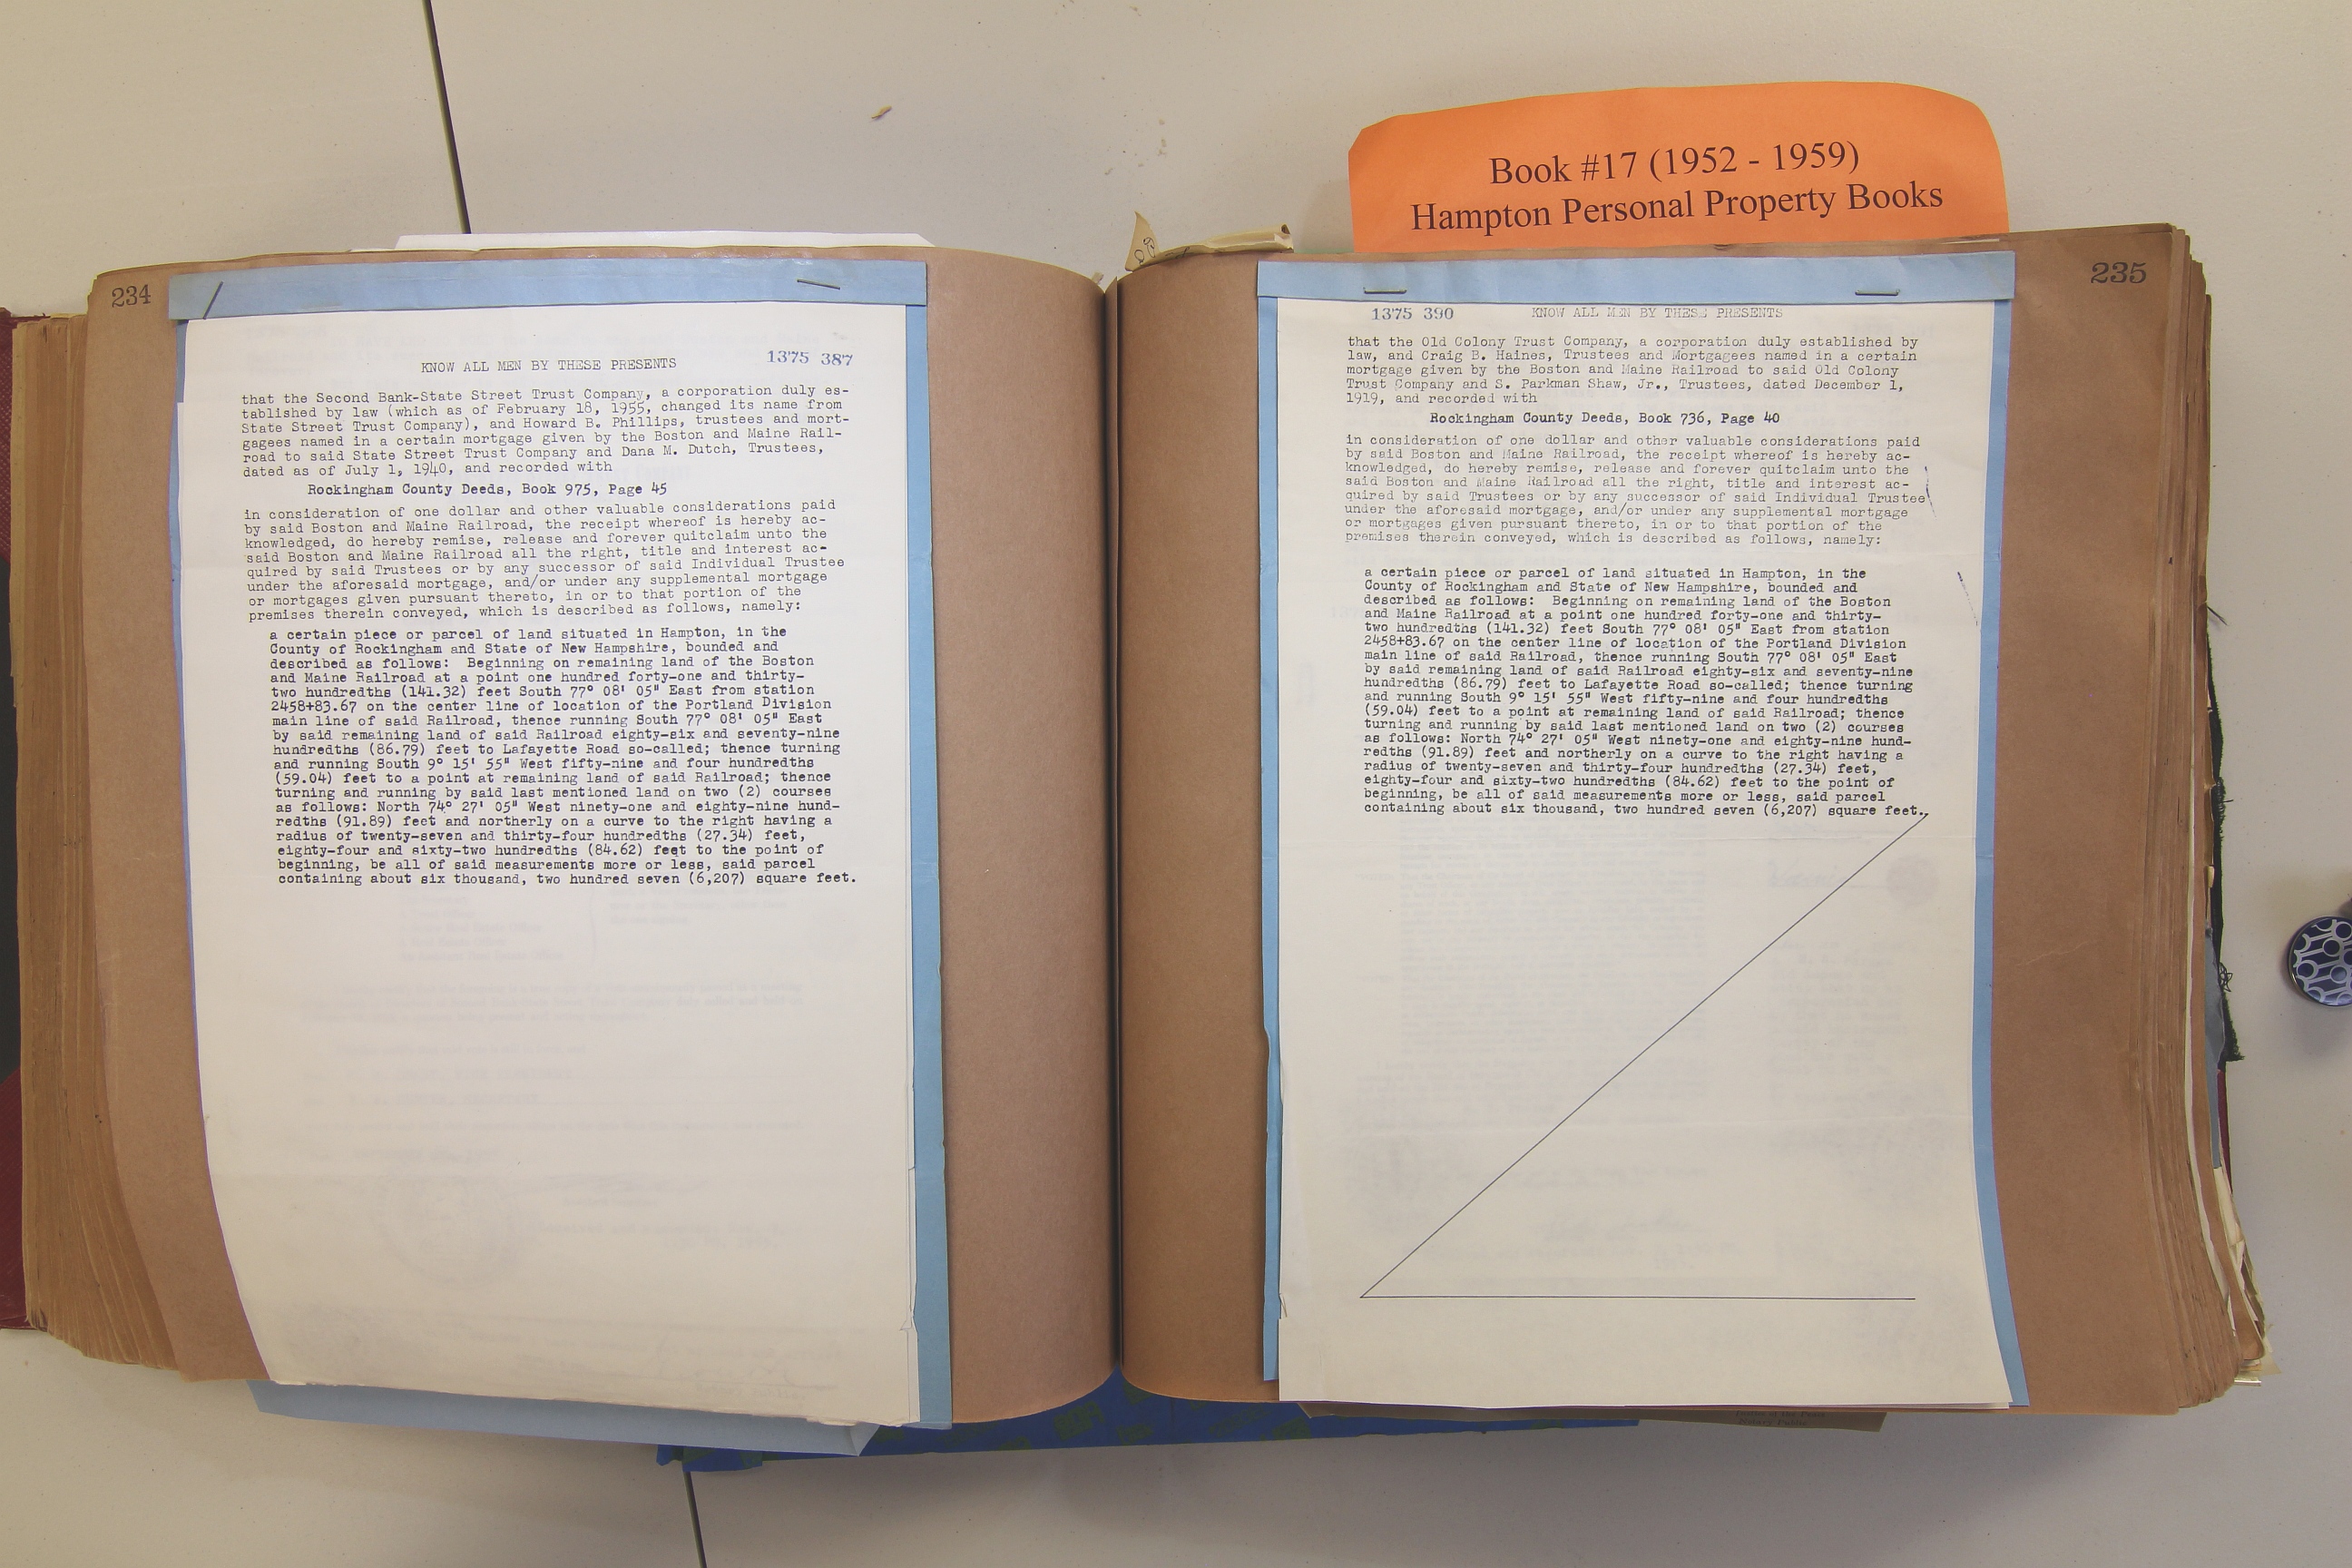 Book #17 (1952 - 1959)
Hampton Personal Property Books
234
KNOW ALL MEN BY THESE PRESENTS
1375 387
that the Second Bank-State Street Trust Company, a corporation duly es-
tablished by law (which as of February 18, 1955, changed its name from
State Street Trust Company), and Howard B. Phillips, trustees and mort-
gagees named in a certain mortgage given by the Boston and Maine Rail-
road to said State Street Trust Company and Dana M. Dutch, Trustees,
dated as of July 1, 1940, and recorded with
Rockingham County Deeds, Book 975, Page 45
in consideration of one dollar and other valuable considerations paid
by said Boston and Maine Railroad, the receipt whereof is hereby ac-
knowledged, do hereby remise, release and forever quitclaim unto the
said Boston and Maine Railroad all the right, title and interest ac-
quired by said Trustees or by any successor of said Individual Trustee
under the aforesaid mortgage, and/or under any supplemental mortgage
or mortgages given pursuant thereto, in or to that portion of the
premises therein conveyed, which is described as follows, namely:
a certain piece or parcel of land situated in Hampton, in the
County of Rockingham and State of New Hampshire, bounded and
described as follows: Beginning on remaining land of the Boston
and Maine Railroad at a point one hundred forty-one and thirty-
two hundredths (141.32) feet South 77° 08' 05" East from station
2458+83.67 on the center line of location of the Portland Division
main line of said Railroad, thence running South 77° 08' 05" East
by said remaining land of said Railroad eighty-six and seventy-nine
hundredths (86.79) feet to Lafayette Road so-called; thence turning
and running South 9° 15' 55" West fifty-nine and four hundredths
(59.04) feet to a point at remaining land of said Railroad; thence
turning and running by said last mentioned land on two (2) courses
as follows: North 74° 27' 05" West ninety-one and eighty-nine hund-
redths (91.89) feet and northerly on a curve to the right having a
radius of twenty-seven and thirty-four hundredths (27.34) feet,
eighty-four and sixty-two hundredths (84.62) feet to the point of
beginning, be all of said measurements more or less, said parcel
containing about six thousand, two hundred seven (6,207) square feet.
235
1375 390
KNOW ALL MEN BY THESE PRESENTS
that the Old Colony Trust Company, a corporation duly established by
law, and Craig B. Haines, Trustees and Mortgagees named in a certain
mortgage given by the Boston and Maine Railroad to said Old Colony
Trust Company and S. Parkman Shaw, Jr., Trustees, dated December 1,
1919, and recorded with
Rockingham County Deeds, Book 736, Page 40
in consideration of one dollar and other valuable considerations paid
by said Boston and Maine Railroad, the receipt whereof is hereby ac-
knowledged, do hereby remise, release and forever quitclaim unto the
said Boston and Maine Railroad all the right, title and interest ac-
quired by said Trustees or by any successor of said Individual Trustee
under the aforesaid mortgage, and/or under any supplemental mortgage
or mortgages given pursuant thereto, in or to that portion of the
premises therein conveyed, which is described as follows, namely:
a certain piece or parcel of land situated in Hampton, in the
County of Rockingham and State of New Hampshire, bounded and
described as follows: Beginning on remaining land of the Boston
and Maine Railroad at a point one hundred forty-one and thirty-
two hundredths (141.32) feet South 77° 08' 05" East from station
2458+83.67 on the center line of location of the Portland Division
main line of said Railroad, thence running South 77° 08' 05" East
by said remaining land of said Railroad eighty-six and seventy-nine
hundredths (86.79) feet to Lafayette Road so-called; thence turning
and running South 9° 15' 55" West fifty-nine and four hundredths
(59.04) feet to a point at remaining land of said Railroad; thence
turning and running by said last mentioned land on two (2) courses
as follows: North 74° 27' 05" West ninety-one and eighty-nine hund-
redths (91.89) feet and northerly on a curve to the right having a
radius of twenty-seven and thirty-four hundredths (27.34) feet,
eighty-four and sixty-two hundredths (84.62) feet to the point of
beginning, be all of said measurements more or less, said parcel
containing about six thousand, two hundred seven (6,207) square feet.